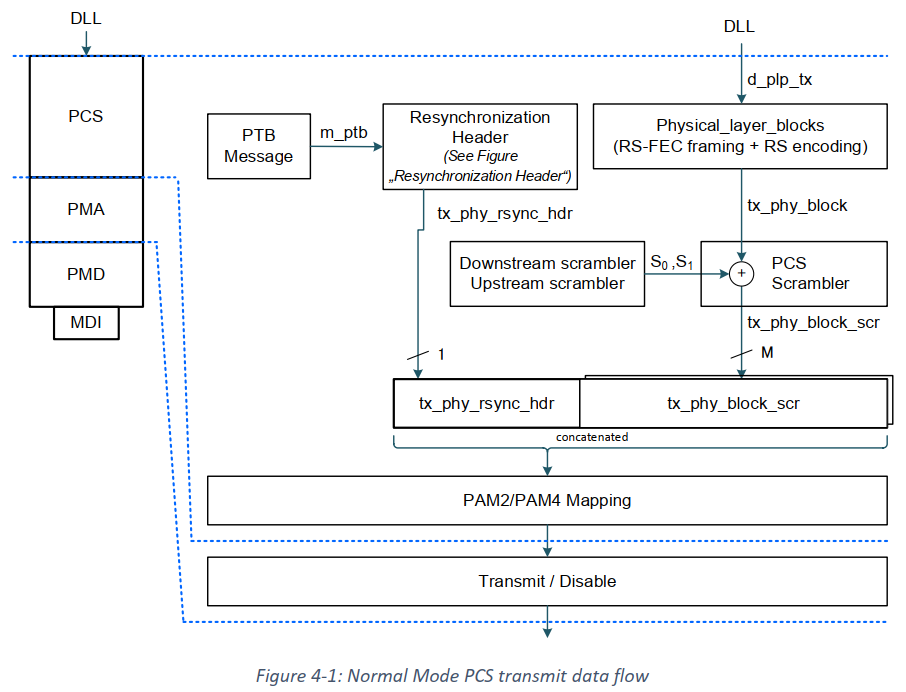 DLL
PCS
PMA
PMD
MDI
DLL
d_plp_tx
PTB
Message
m_ptb
Resynchronization
Header
(See Figure
„Resynchronization Header“)
Physical_layer_blocks
(RS-FEC framing + RS encoding)
tx_phy_rsync_hdr
tx_phy_block
Downstream scrambler
Upstream scrambler
S₀ ,S₁
+
PCS
Scrambler
tx_phy_block_scr
1
M
tx_phy_rsync_hdr
tx_phy_block_scr
concatenated
PAM2/PAM4 Mapping
Transmit / Disable
Figure 4-1: Normal Mode PCS transmit data flow